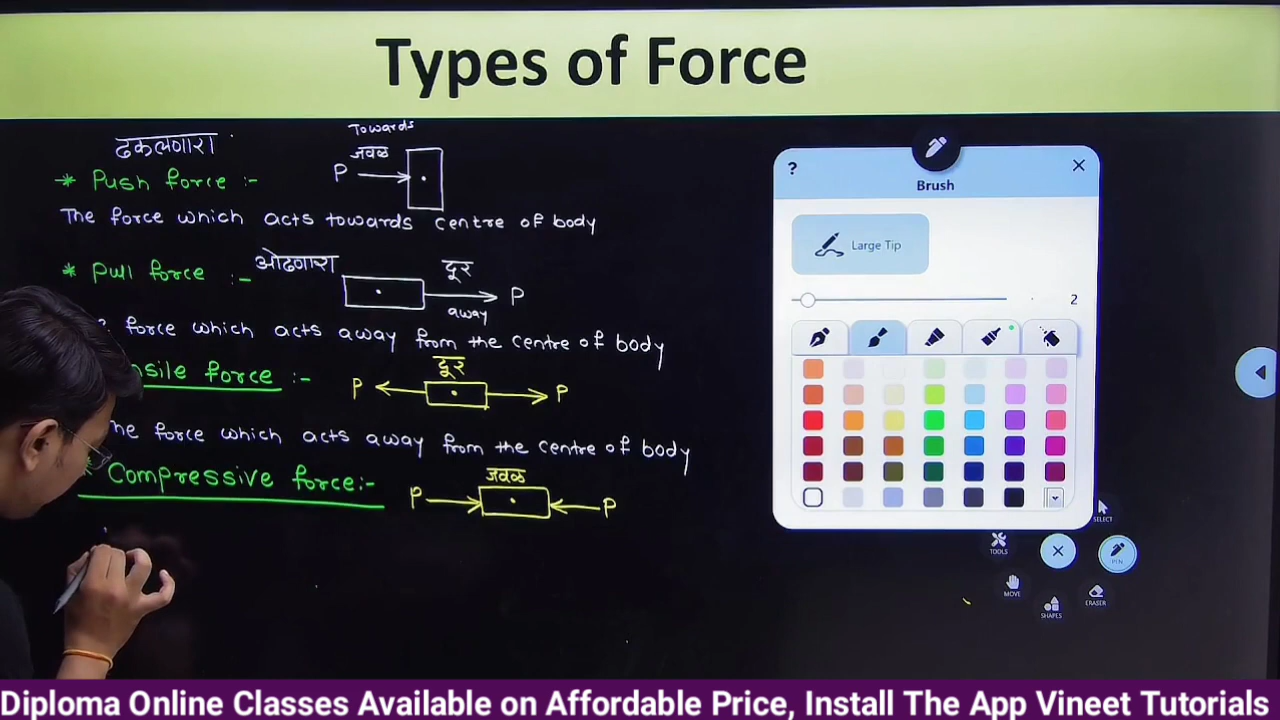 Types of Force
ढकलणारा
Towards
जवळ
* Push force :-
P
The force which acts towards centre of body
* Pull force :-
ओढणारा
दूर
P
away
force which acts away from the centre of body
nsile force :-
दूर
P
P
he force which acts away from the centre of body
* Compressive force:-
जवळ
P
P
?
Brush
Large Tip
2
SELECT
TOOLS
PEN
MOVE
ERASER
SHAPES
Diploma Online Classes Available on Affordable Price, Install The App Vineet Tutorials